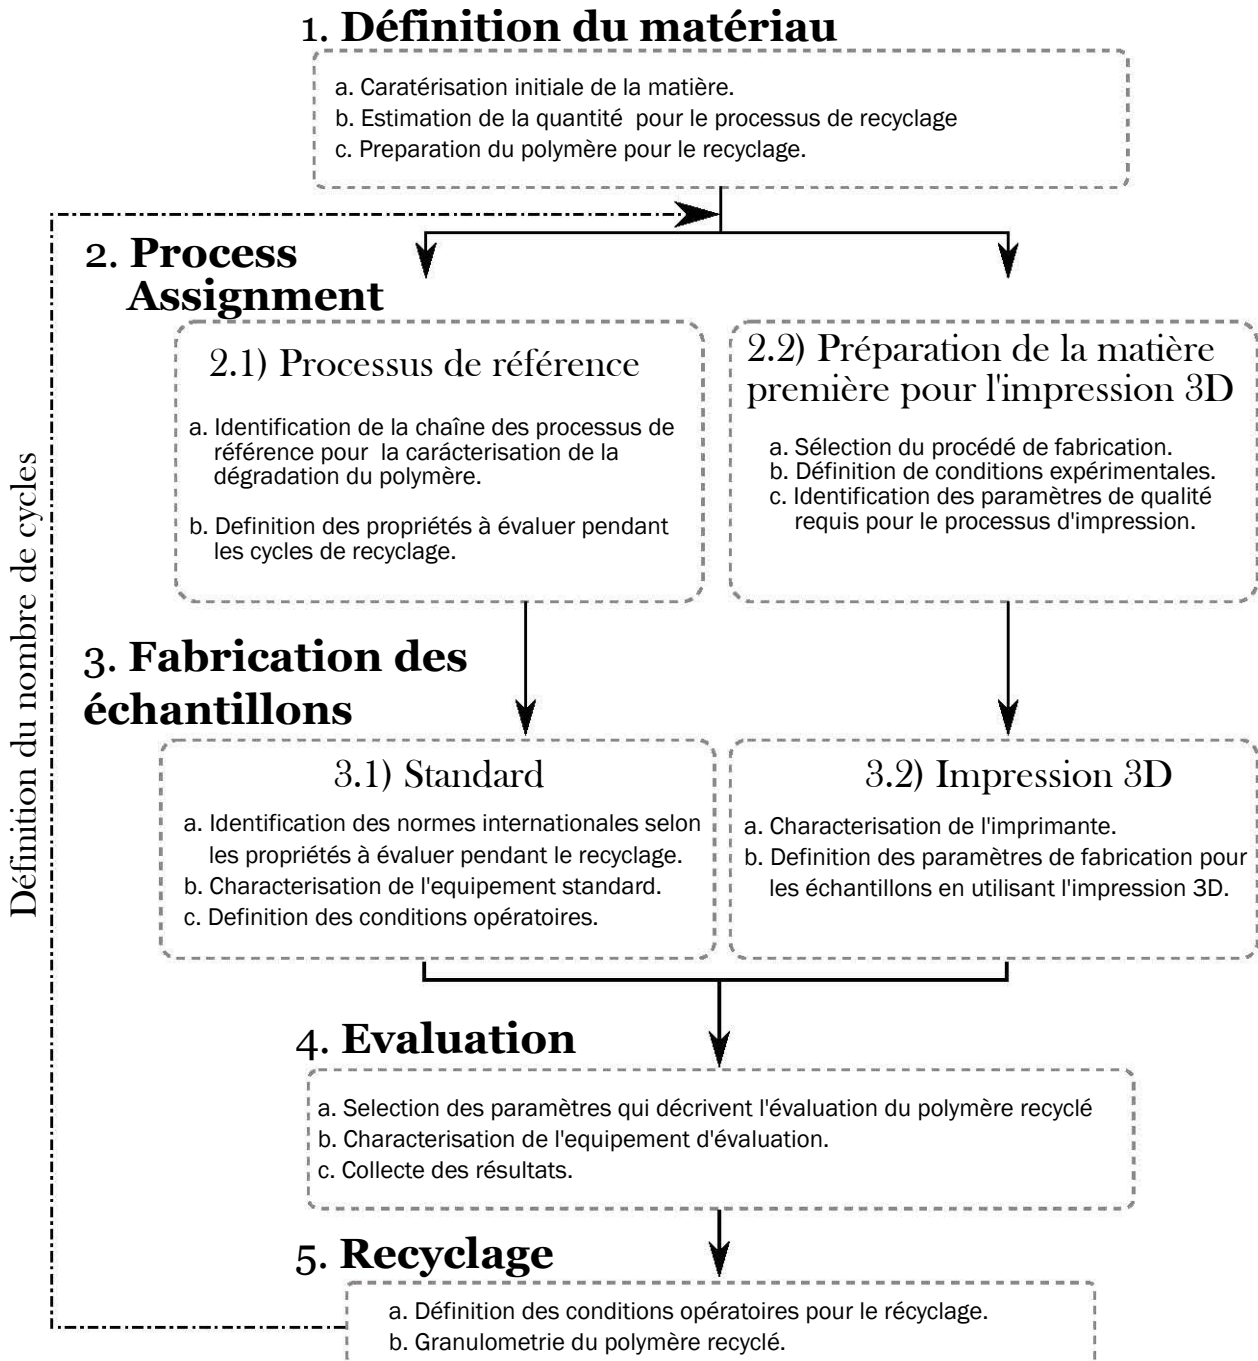 1. Définition du matériau
a. Caratérisation initiale de la matière.
b. Estimation de la quantité pour le processus de recyclage
c. Preparation du polymère pour le recyclage.
2. Process
Assignment
2.1) Processus de référence
a. Identification de la chaîne des processus de
référence pour la carácterisation de la
dégradation du polymère.
b. Definition des propriétés à évaluer pendant
les cycles de recyclage.
2.2) Préparation de la matière
première pour l'impression 3D
a. Sélection du procédé de fabrication.
b. Définition de conditions expérimentales.
c. Identification des paramètres de qualité
requis pour le processus d'impression.
Définition du nombre de cycles
3. Fabrication des
échantillons
3.1) Standard
a. Identification des normes internationales selon
les propriétés à évaluer pendant le recyclage.
b. Characterisation de l'equipement standard.
c. Definition des conditions opératoires.
3.2) Impression 3D
a. Characterisation de l'imprimante.
b. Definition des paramètres de fabrication pour
les échantillons en utilisant l'impression 3D.
4. Evaluation
a. Selection des paramètres qui décrivent l'évaluation du polymère recyclé
b. Characterisation de l'equipement d'évaluation.
c. Collecte des résultats.
5. Recyclage
a. Définition des conditions opératoires pour le récyclage.
b. Granulometrie du polymère recyclé.